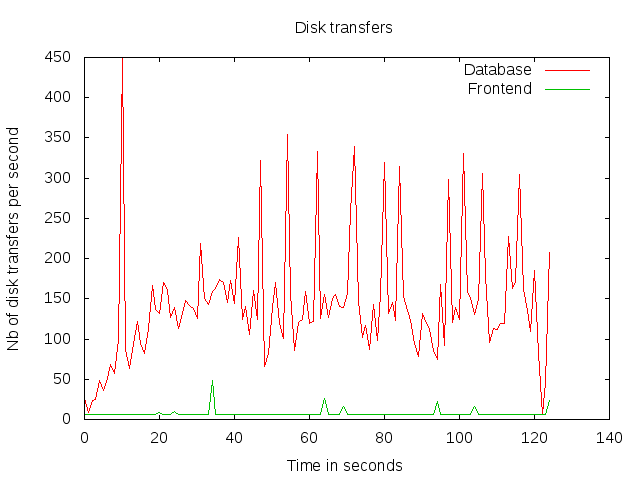 Disk transfers
Database
Frontend
Nb of disk transfers per second
450
400
350
300
250
200
150
100
50
0
0 20 40 60 80 100 120 140
Time in seconds